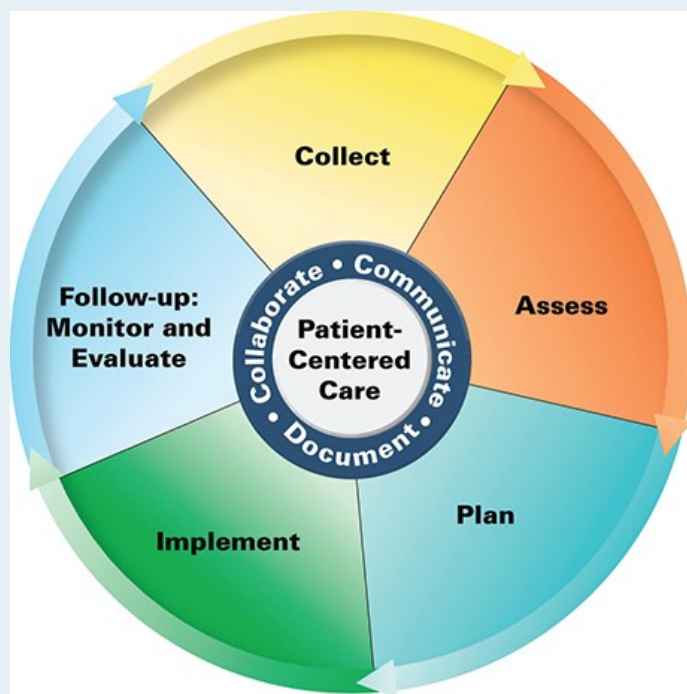 Collect
Assess
Plan
Implement
Follow-up:
Monitor and
Evaluate
Collaborate • Communicate • Document •
Patient-
Centered
Care